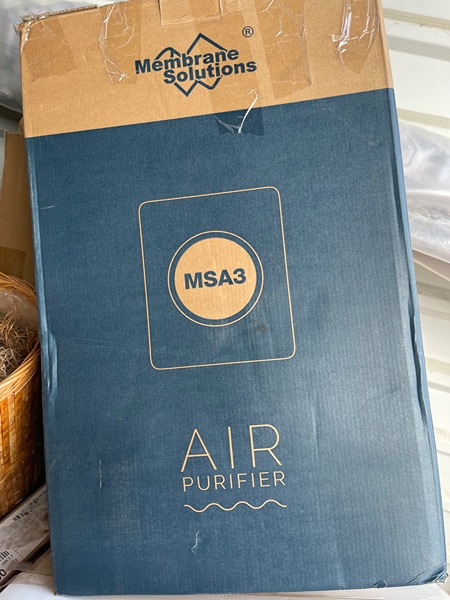 Membrane
Solutions
®
MSA3
AIR
PURIFIER